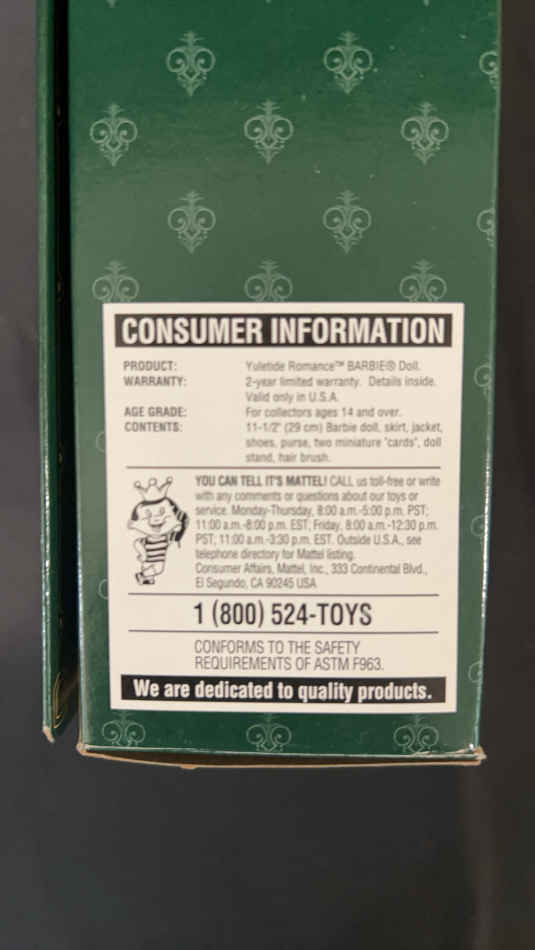 CONSUMER INFORMATION
PRODUCT: Yuletide Romance™ BARBIE® Doll.
WARRANTY: 2-year limited warranty. Details inside.
Valid only in U.S.A.
AGE GRADE: For collectors ages 14 and over.
CONTENTS: 11-1/2" (29 cm) Barbie doll, skirt, jacket,
shoes, purse, two miniature "cards", doll
stand, hair brush.
YOU CAN TELL IT'S MATTEL! CALL us toll-free or write
with any comments or questions about our toys or
service. Monday-Thursday, 8:00 a.m.-5:00 p.m. PST;
11:00 a.m.-8:00 p.m. EST; Friday, 8:00 a.m.-12:30 p.m.
PST; 11:00 a.m.-3:30 p.m. EST. Outside U.S.A., see
telephone directory for Mattel listing.
Consumer Affairs, Mattel, Inc., 333 Continental Blvd.,
El Segundo, CA 90245 USA
1 (800) 524-TOYS
CONFORMS TO THE SAFETY
REQUIREMENTS OF ASTM F963.
We are dedicated to quality products.